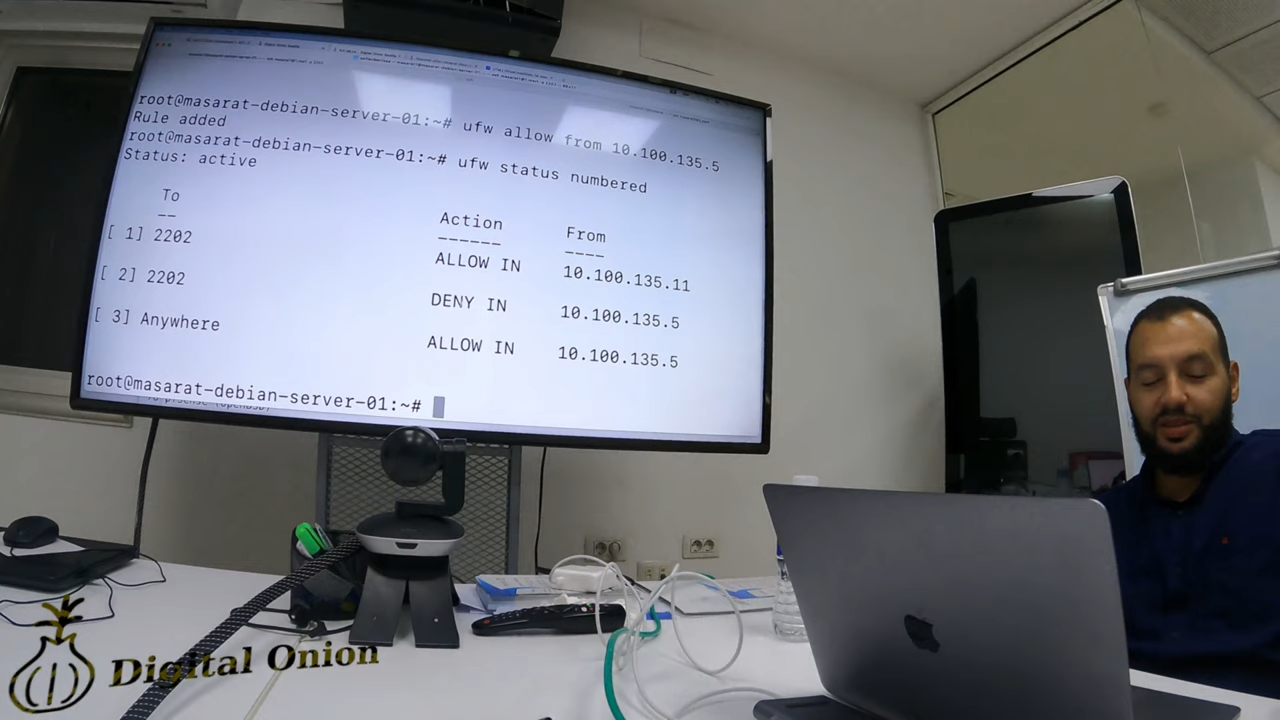 root@masarat-debian-server-01:~# ufw allow from 10.100.135.5
Rule added
root@masarat-debian-server-01:~# ufw status numbered
Status: active
To Action From
-- ------ ----
[ 1] 2202 ALLOW IN 10.100.135.11
[ 2] 2202 DENY IN 10.100.135.5
[ 3] Anywhere ALLOW IN 10.100.135.5
root@masarat-debian-server-01:~#
Digital Onion